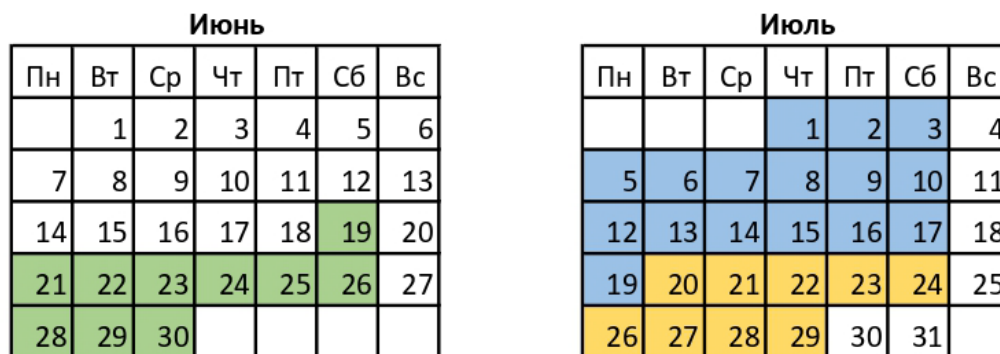 Июнь
Пн Вт Ср Чт Пт Сб Вс
1 2 3 4 5 6
7 8 9 10 11 12 13
14 15 16 17 18 19 20
21 22 23 24 25 26 27
28 29 30
Июль
Пн Вт Ср Чт Пт Сб Вс
1 2 3 4
5 6 7 8 9 10 11
12 13 14 15 16 17 18
19 20 21 22 23 24 25
26 27 28 29 30 31